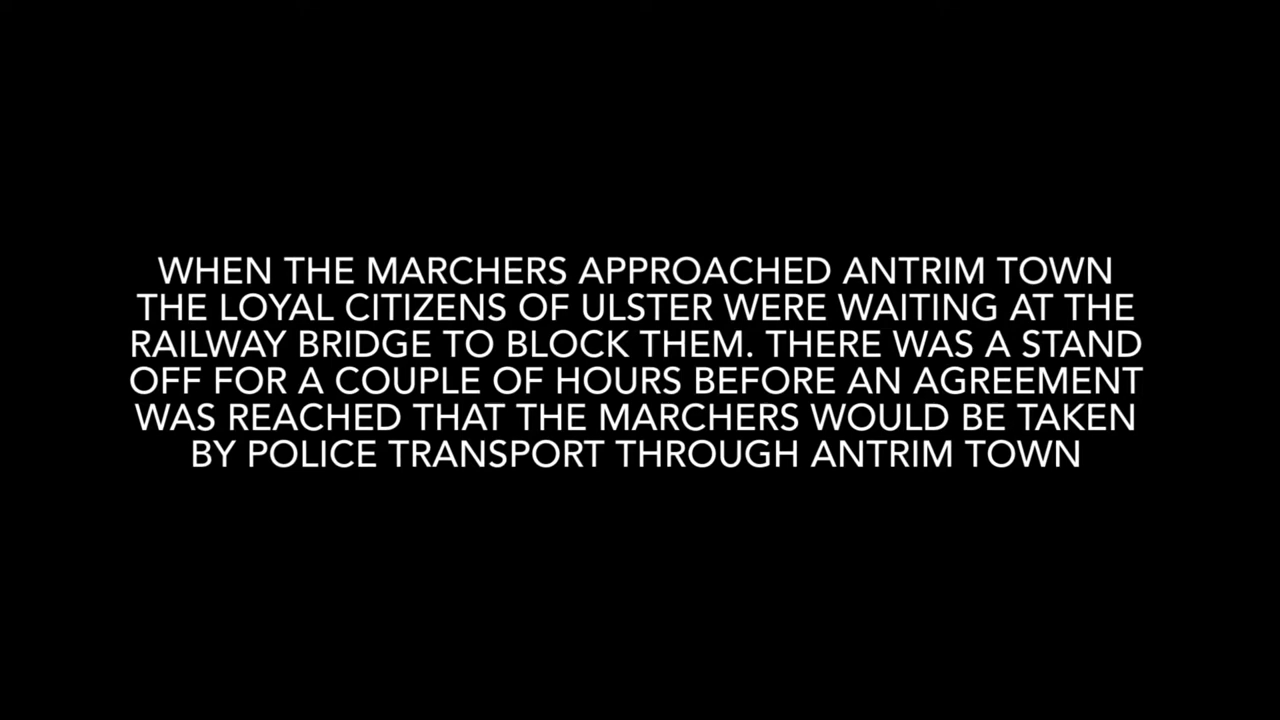 WHEN THE MARCHERS APPROACHED ANTRIM TOWN
THE LOYAL CITIZENS OF ULSTER WERE WAITING AT THE
RAILWAY BRIDGE TO BLOCK THEM. THERE WAS A STAND
OFF FOR A COUPLE OF HOURS BEFORE AN AGREEMENT
WAS REACHED THAT THE MARCHERS WOULD BE TAKEN
BY POLICE TRANSPORT THROUGH ANTRIM TOWN